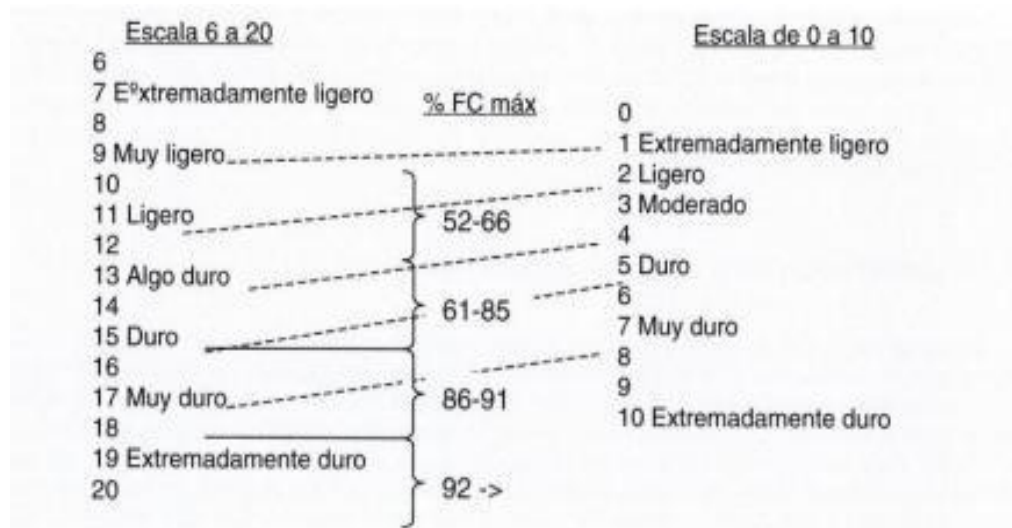 Escala 6 a 20
6
7 Eºxtremadamente ligero
8
9 Muy ligero
10
11 Ligero
12
13 Algo duro
14
15 Duro
16
17 Muy duro
18
19 Extremadamente duro
20
% FC máx
52-66
61-85
86-91
92 ->
Escala de 0 a 10
0
1 Extremadamente ligero
2 Ligero
3 Moderado
4
5 Duro
6
7 Muy duro
8
9
10 Extremadamente duro